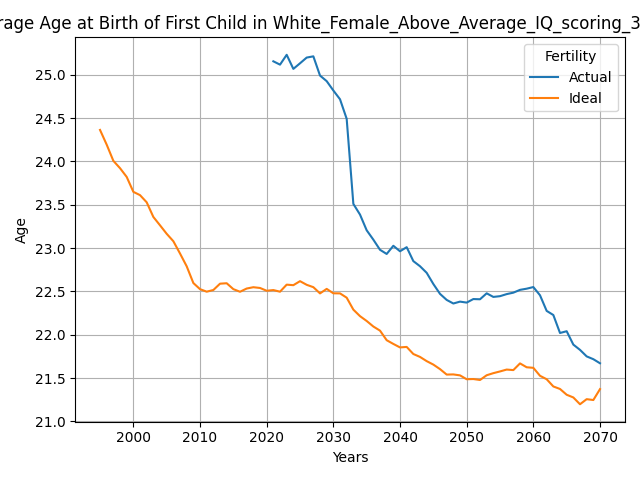 rage Age at Birth of First Child in White_Female_Above_Average_IQ_scoring_3
Fertility
Actual
Ideal
Age
25.0
24.5
24.0
23.5
23.0
22.5
22.0
21.5
21.0
2000 2010 2020 2030 2040 2050 2060 2070
Years